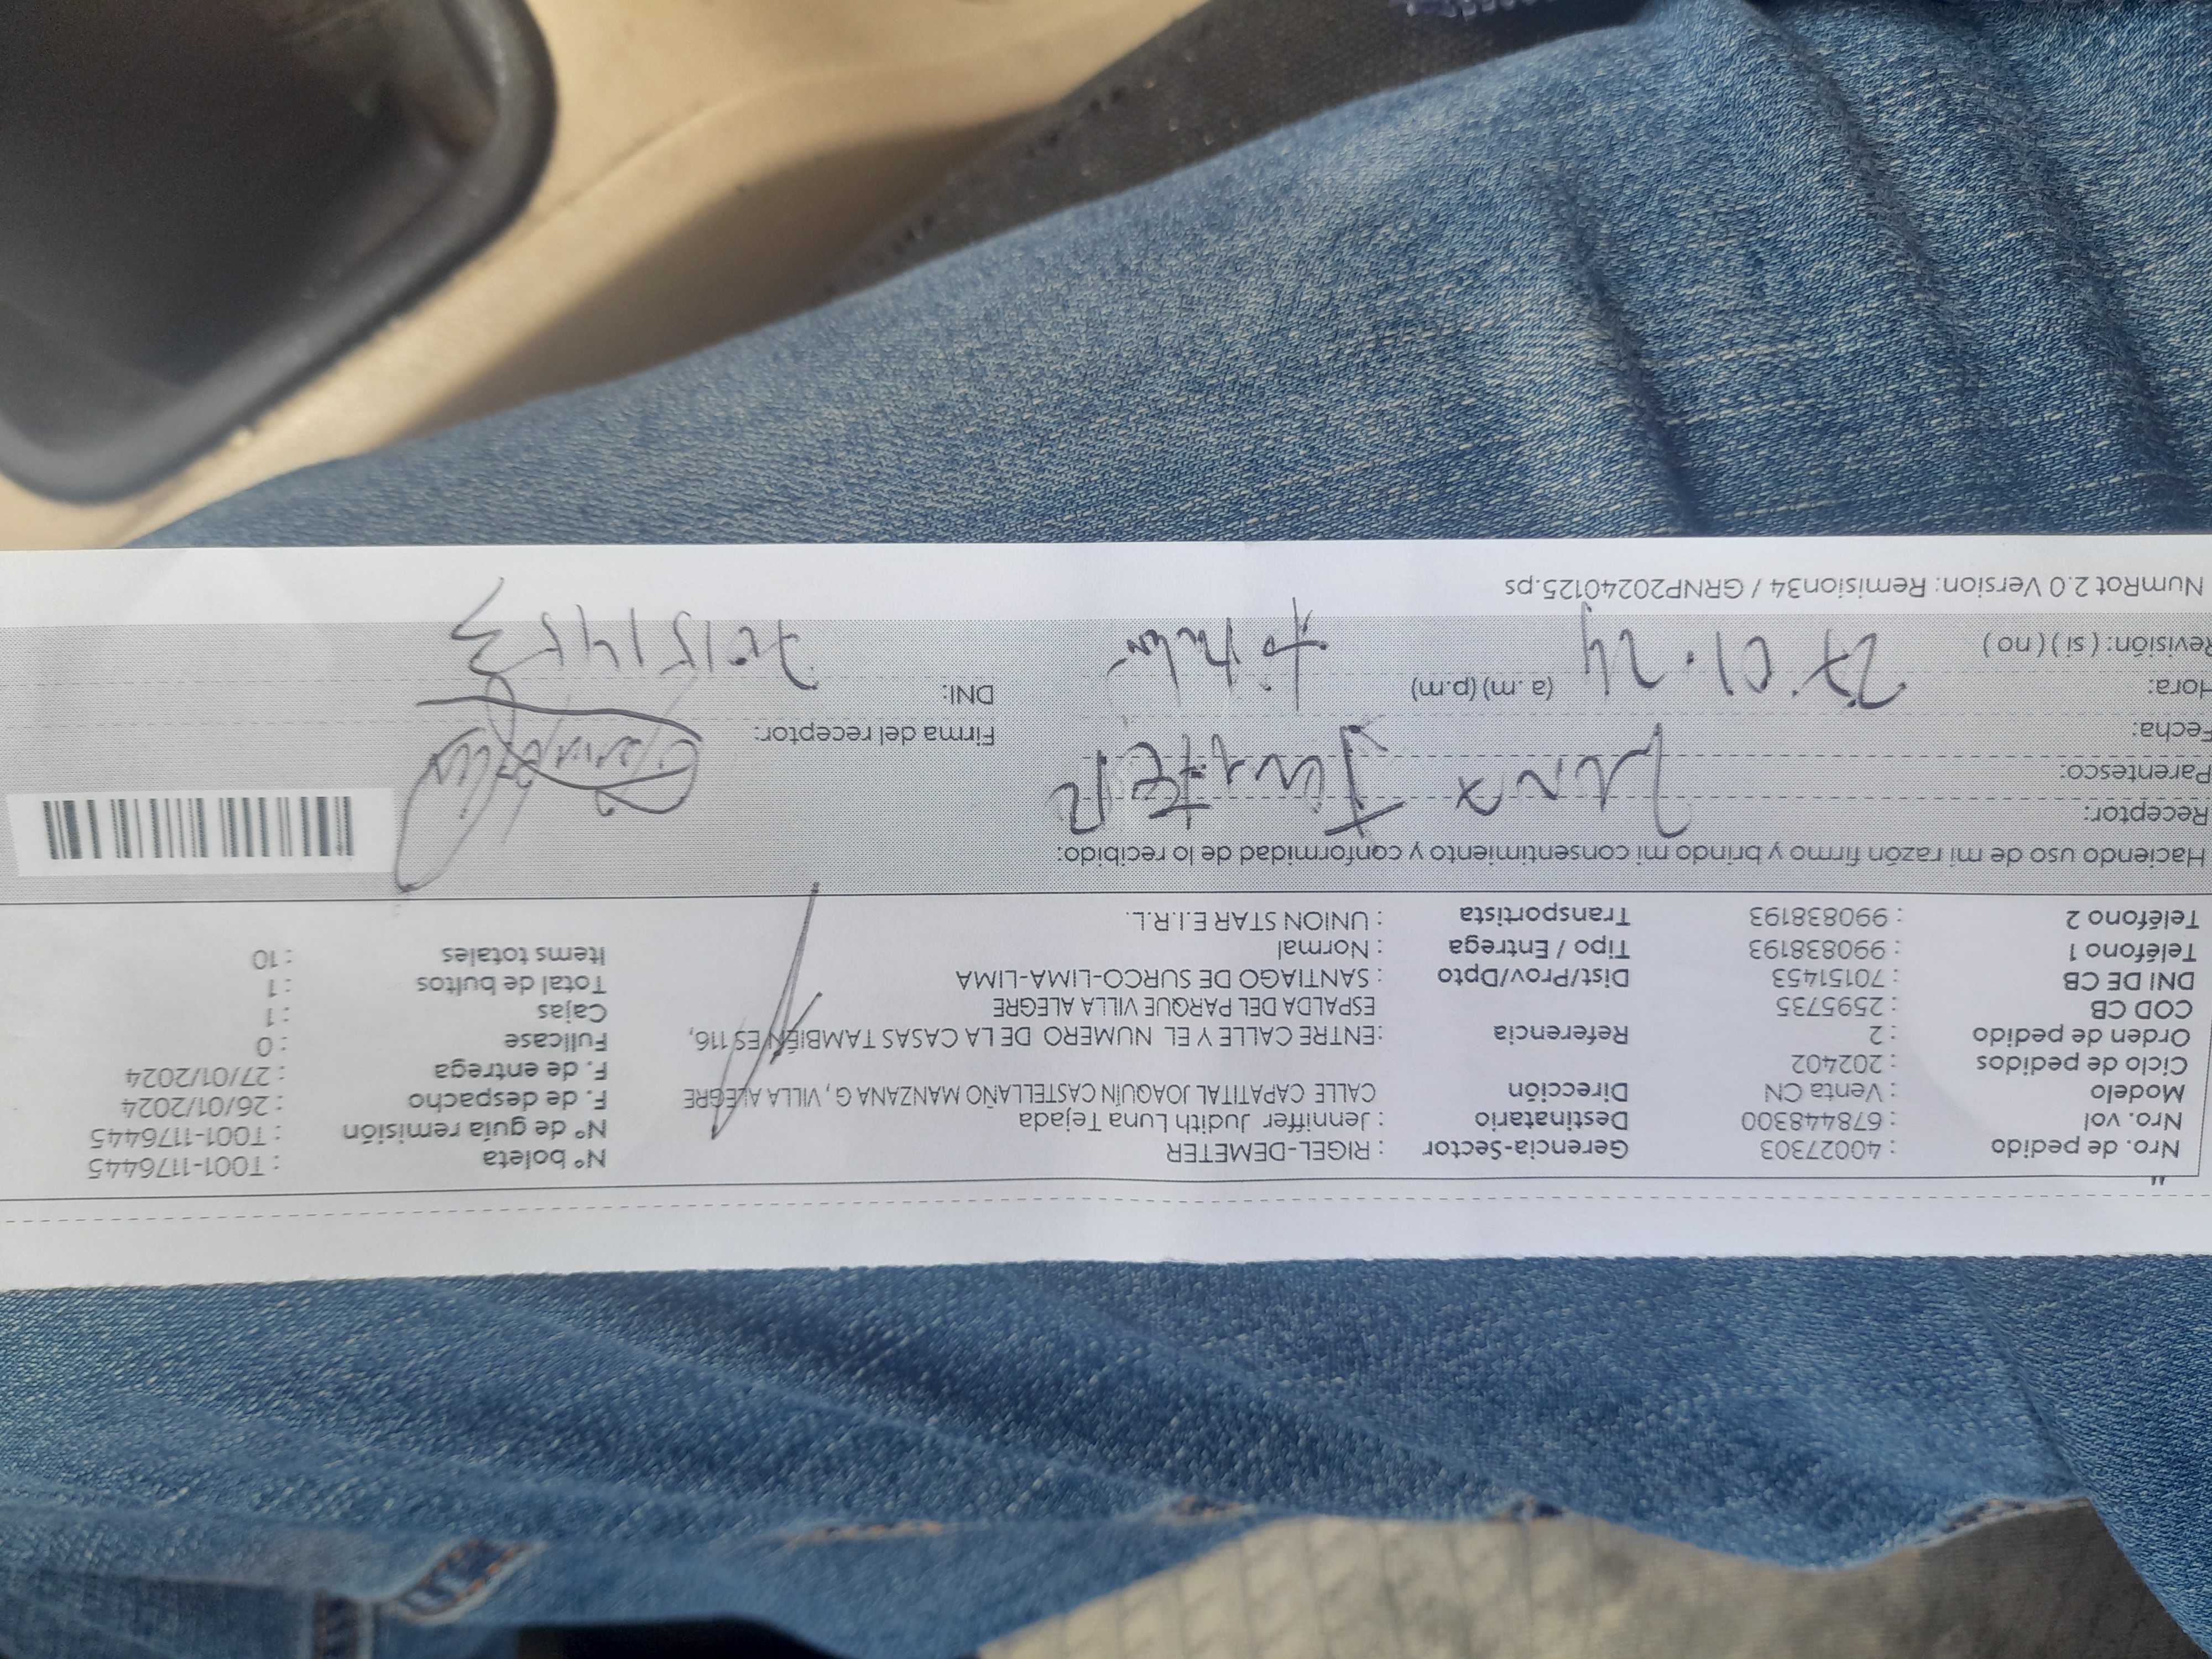 Nro. de pedido : 40027303 Gerencia-Sector : RIGEL-DEMETER Nº boleta : T001-1176445
Nro. vol : 678448300 Destinatario : Jenniffer Judith Luna Tejada Nº de guia remisión : T001-1176445
Modelo : Venta CN Dirección CALLE CAPATITAL JOAQUÍN CASTELLAÑO MANZANA G, VILLA ALEGRE F. de despacho : 26/01/2024
Ciclo de pedidos : 202402 F. de entrega : 27/01/2024
Orden de pedido : 2 Referencia : ENTRE CALLE Y EL NUMERO DE LA CASAS TAMBIÉN ES 116, Fullcase : 0
COD CB : 2595735 ESPALDA DEL PARQUE VILLA ALEGRE Cajas : 1
DNI DE CB : 70151453 Dist/Prov/Dpto : SANTIAGO DE SURCO-LIMA-LIMA Total de bultos : 1
Teléfono 1 : 990838193 Tipo / Entrega : Normal Items totales : 10
Teléfono 2 : 990838193 Transportista : UNION STAR E.I.R.L.
Haciendo uso de mi razón firmo y brindo mi consentimiento y conformidad de lo recibido:
Receptor: Luna
Parentesco:
Fecha: Firma del receptor:
Hora: 27.01.24 (a.m) (p.m) DNI: 70151453
Revisión: ( si ) ( no )
NumRot 2.0 Version: Remision34 / GRNP20240125.ps